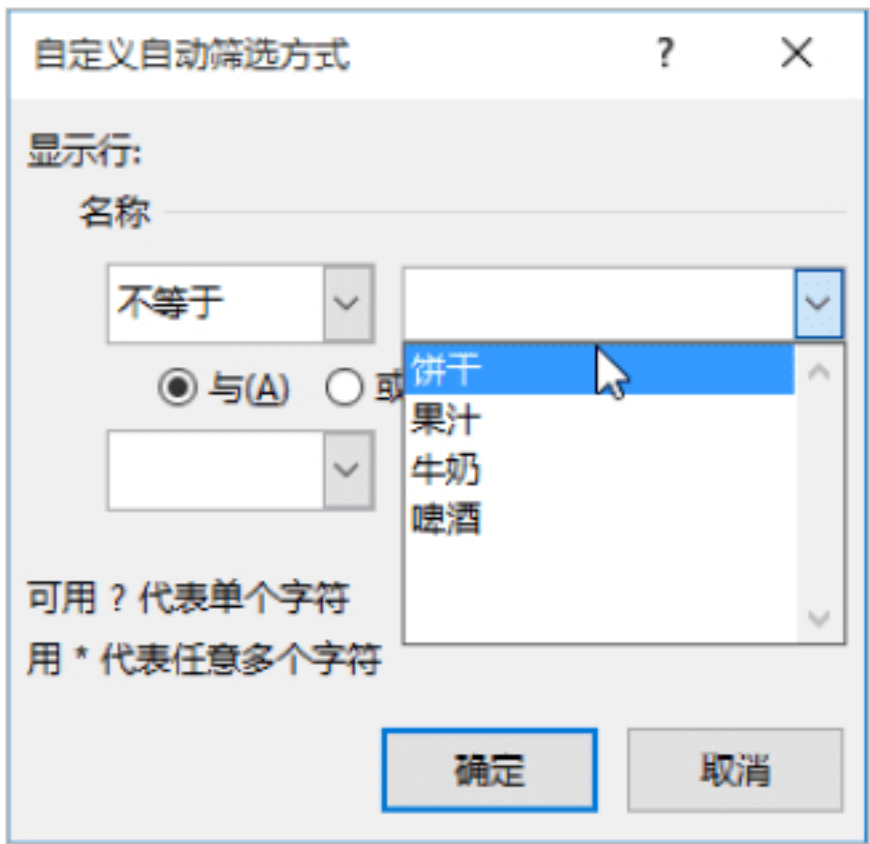 自定义自动筛选方式 ?
显示行:
名称
不等于
与(A) 或
饼干
果汁
牛奶
啤酒
可用 ? 代表单个字符
用 * 代表任意多个字符
确定 取消